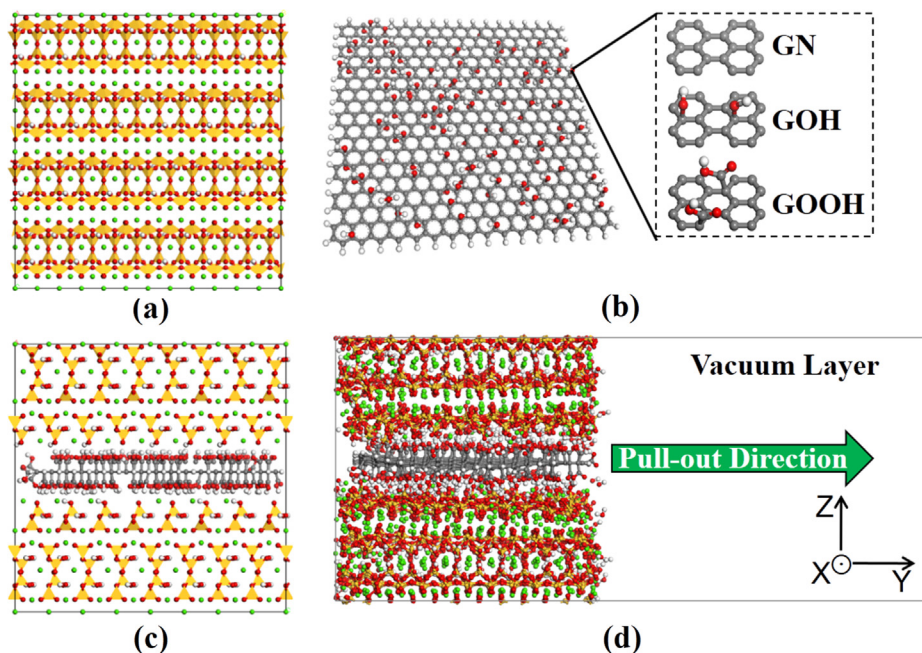 GN
GOH
GOOH
(a)
(b)
Vacuum Layer
Pull-out Direction
Z
X
Y
(c)
(d)